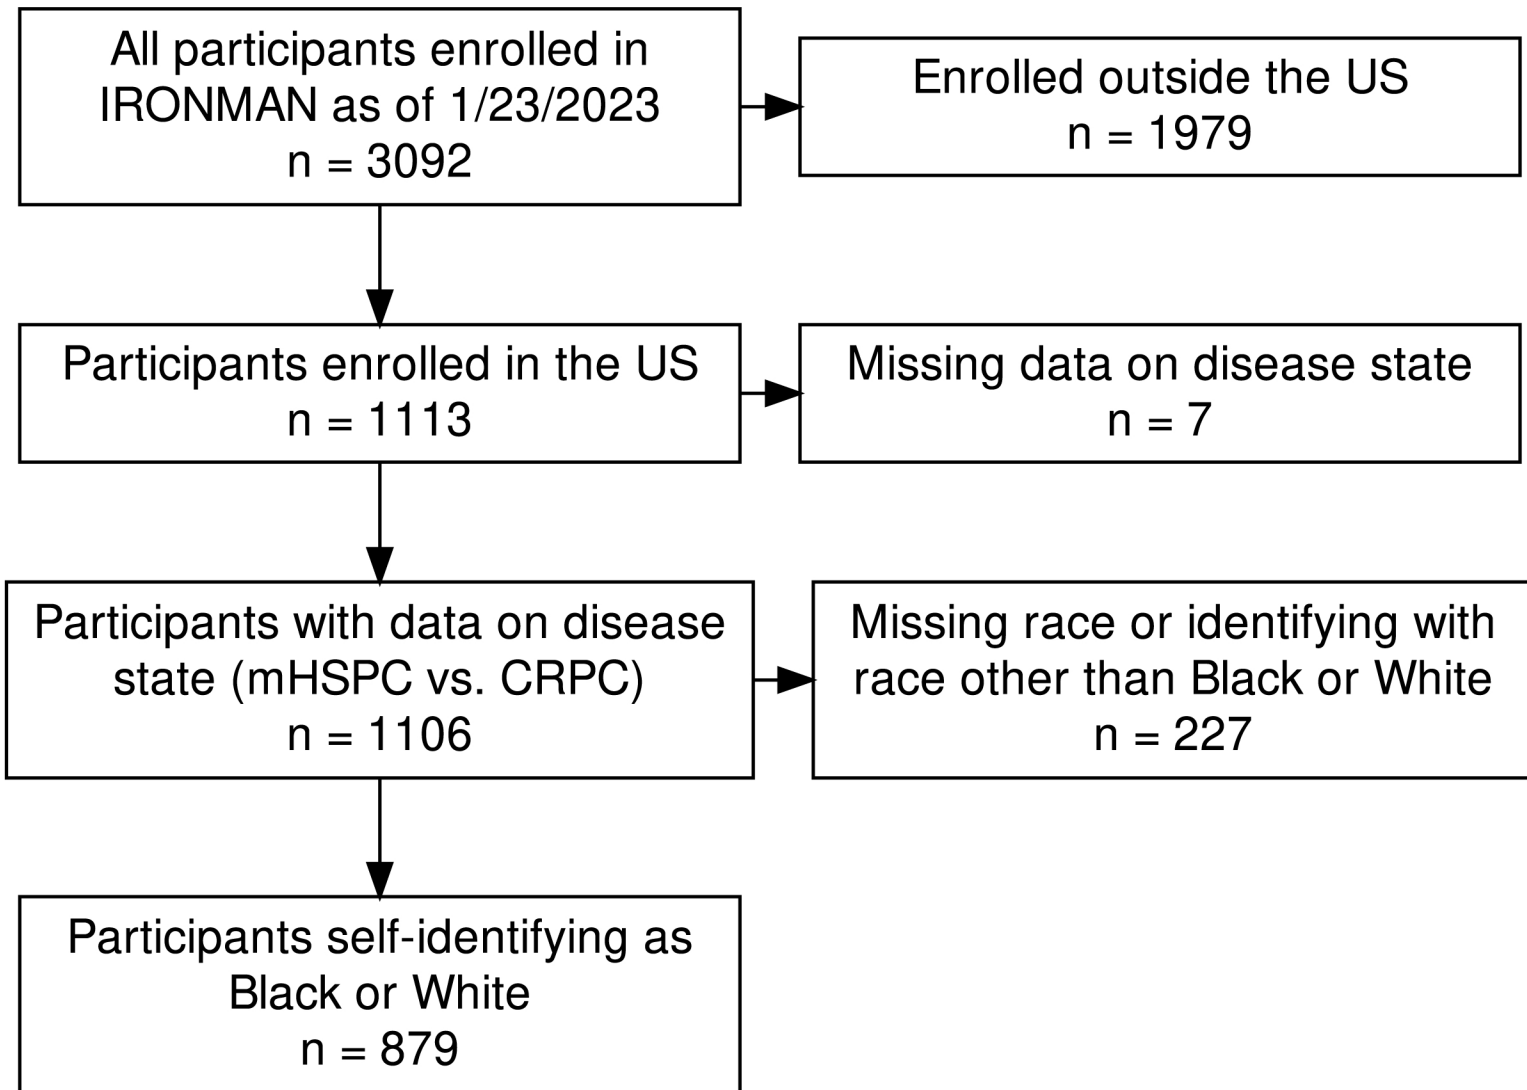 All participants enrolled in
IRONMAN as of 1/23/2023
n = 3092
Enrolled outside the US
n = 1979
Participants enrolled in the US
n = 1113
Missing data on disease state
n = 7
Participants with data on disease
state (mHSPC vs. CRPC)
n = 1106
Missing race or identifying with
race other than Black or White
n = 227
Participants self-identifying as
Black or White
n = 879